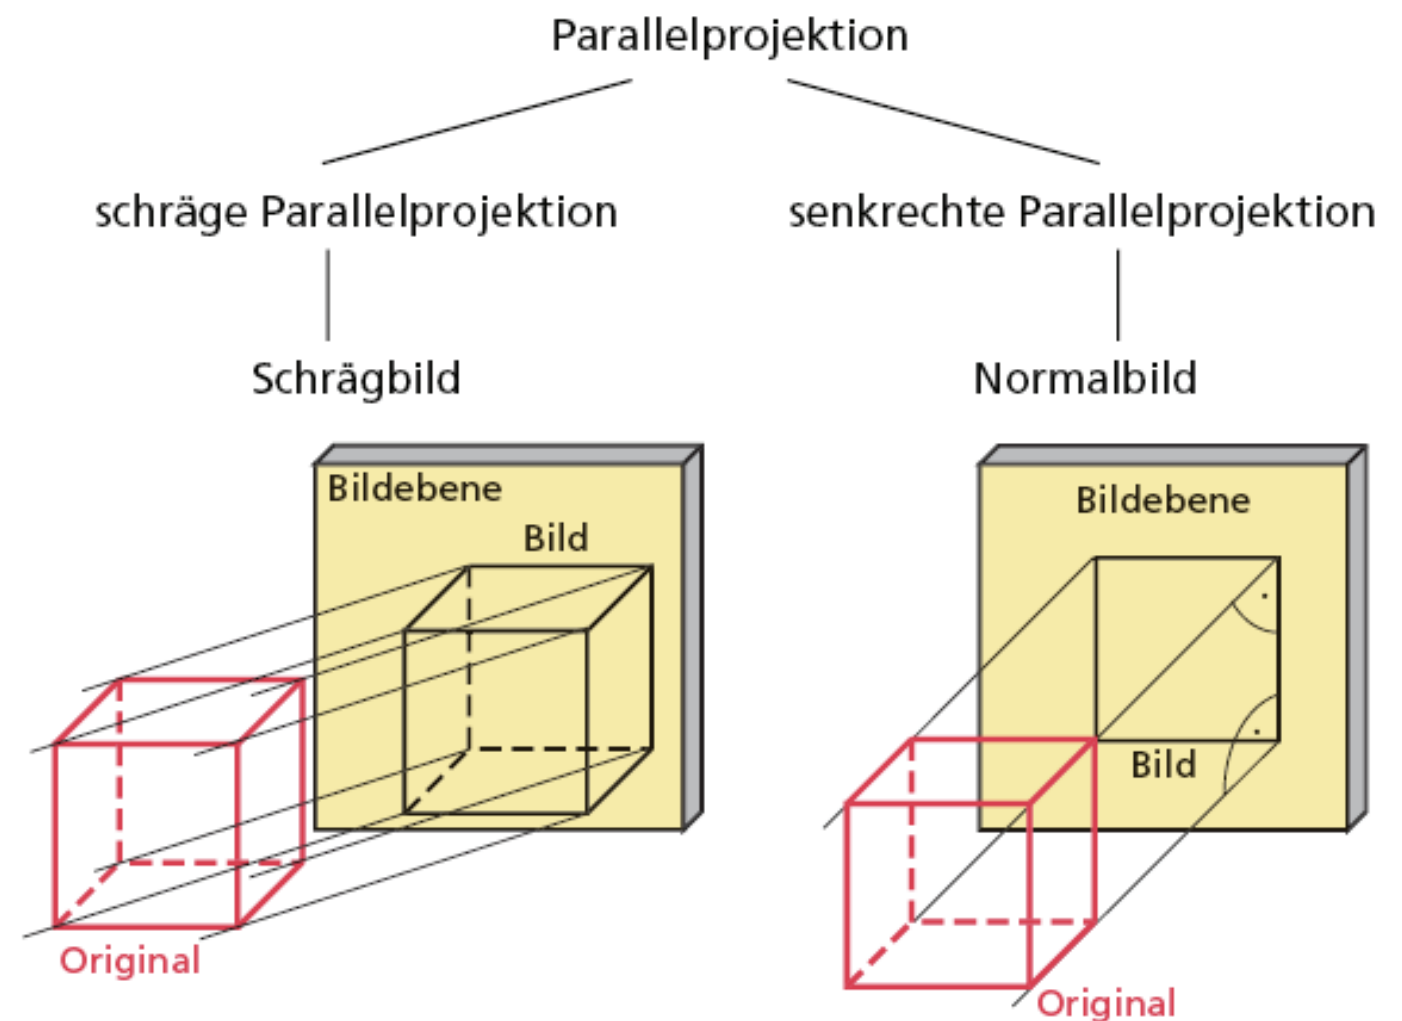 Parallelprojektion
schräge Parallelprojektion
senkrechte Parallelprojektion
Schrägbild
Normalbild
Bildebene
Bild
Original
Bildebene
Bild
Original